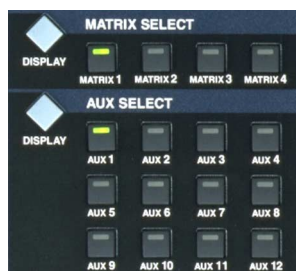 MATRIX SELECT
DISPLAY
MATRIX 1 MATRIX 2 MATRIX 3 MATRIX 4
AUX SELECT
DISPLAY
AUX 1 AUX 2 AUX 3 AUX 4
AUX 5 AUX 6 AUX 7 AUX 8
AUX 9 AUX 10 AUX 11 AUX 12